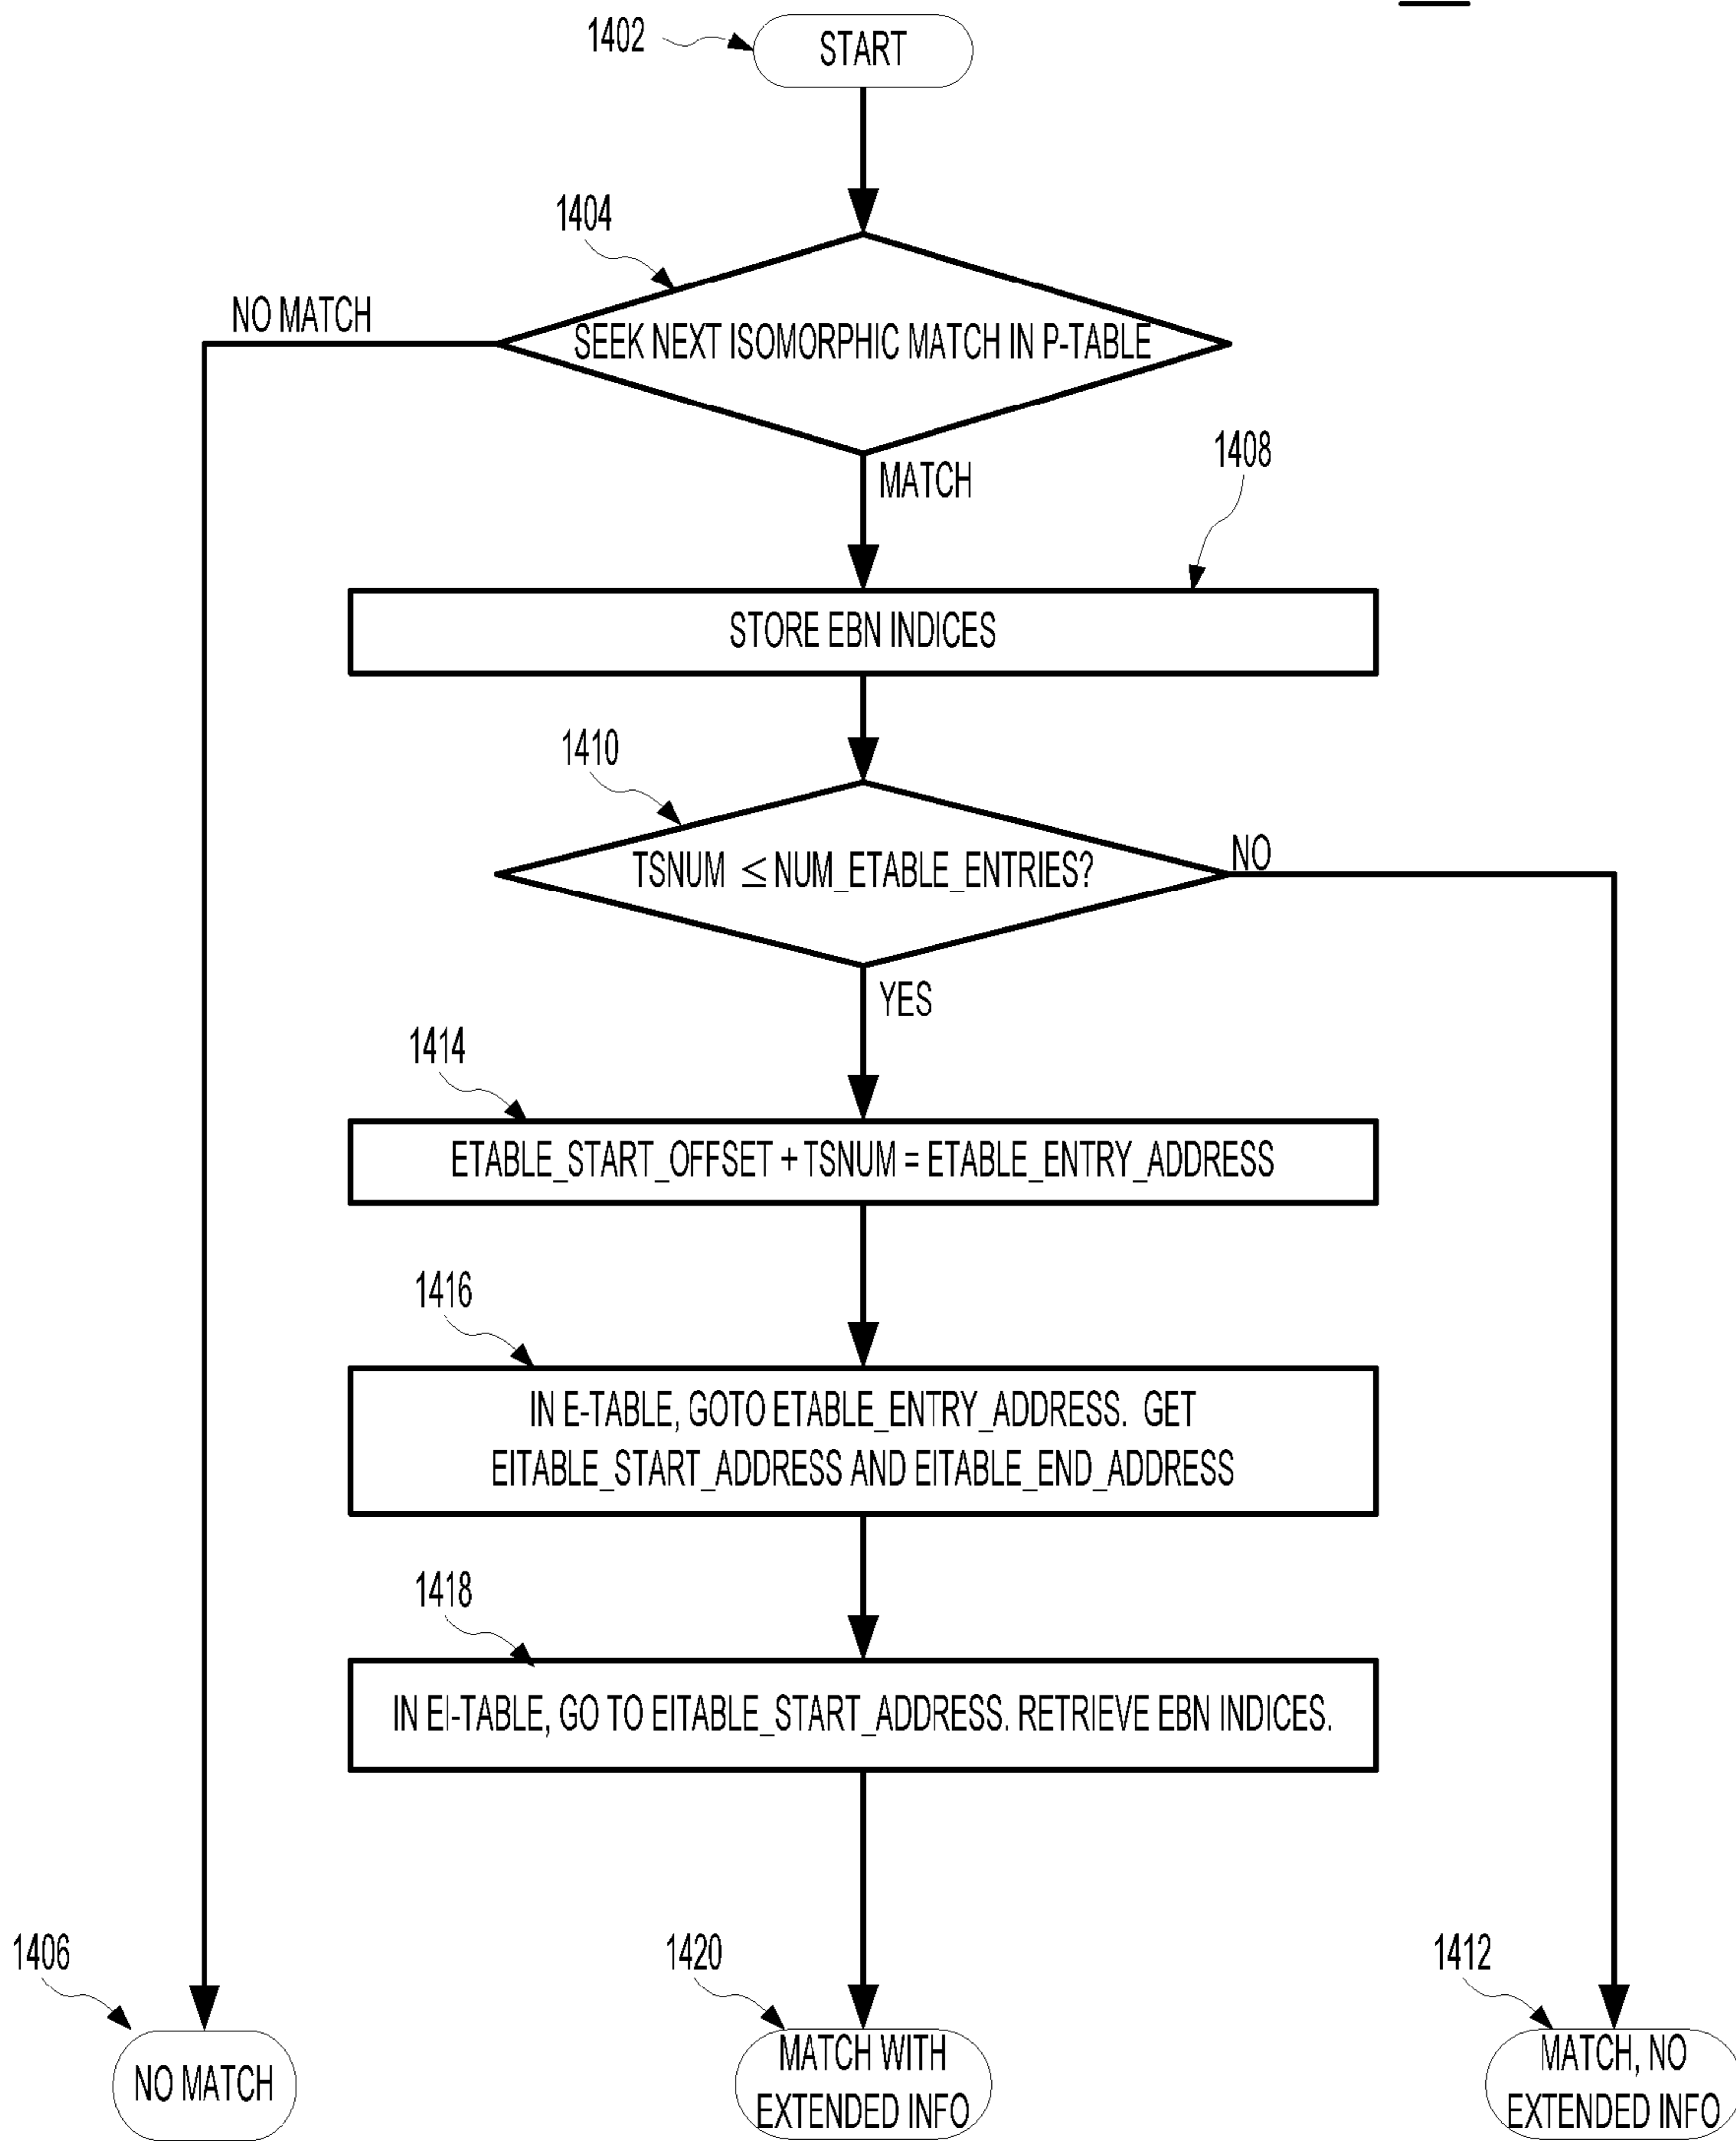 1402
START
1404
NO MATCH
SEEK NEXT ISOMORPHIC MATCH IN P-TABLE
MATCH
1408
STORE EBN INDICES
1410
TSNUM ≤ NUM_ETABLE_ENTRIES?
NO
YES
1414
ETABLE_START_OFFSET + TSNUM = ETABLE_ENTRY_ADDRESS
1416
IN E-TABLE, GOTO ETABLE_ENTRY_ADDRESS. GET
EITABLE_START_ADDRESS AND EITABLE_END_ADDRESS
1418
IN EI-TABLE, GO TO EITABLE_START_ADDRESS. RETRIEVE EBN INDICES.
1406
NO MATCH
1420
MATCH WITH
EXTENDED INFO
1412
MATCH, NO
EXTENDED INFO